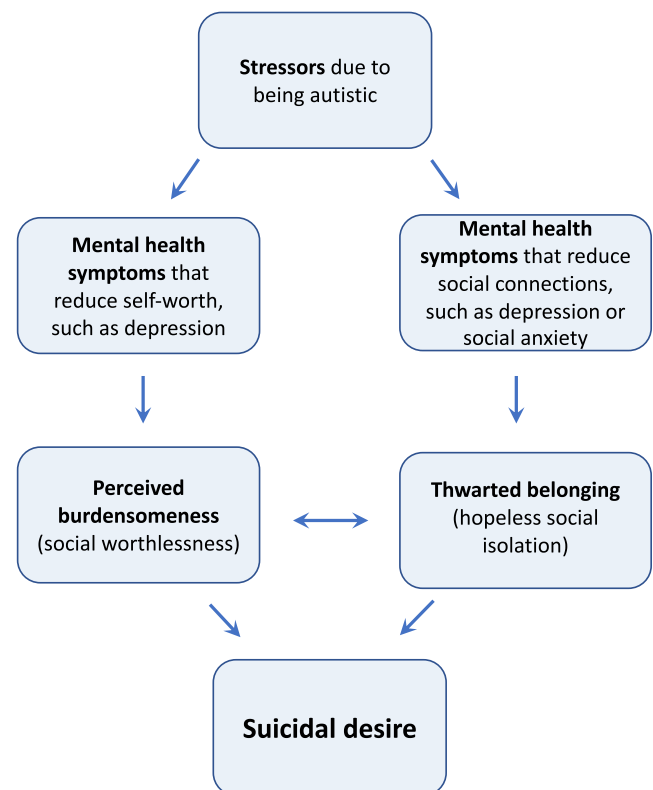 Stressors due to
being autistic
Mental health
symptoms that
reduce self-worth,
such as depression
Mental health
symptoms that reduce
social connections,
such as depression or
social anxiety
Perceived
burdensomeness
(social worthlessness)
Thwarted belonging
(hopeless social
isolation)
Suicidal desire